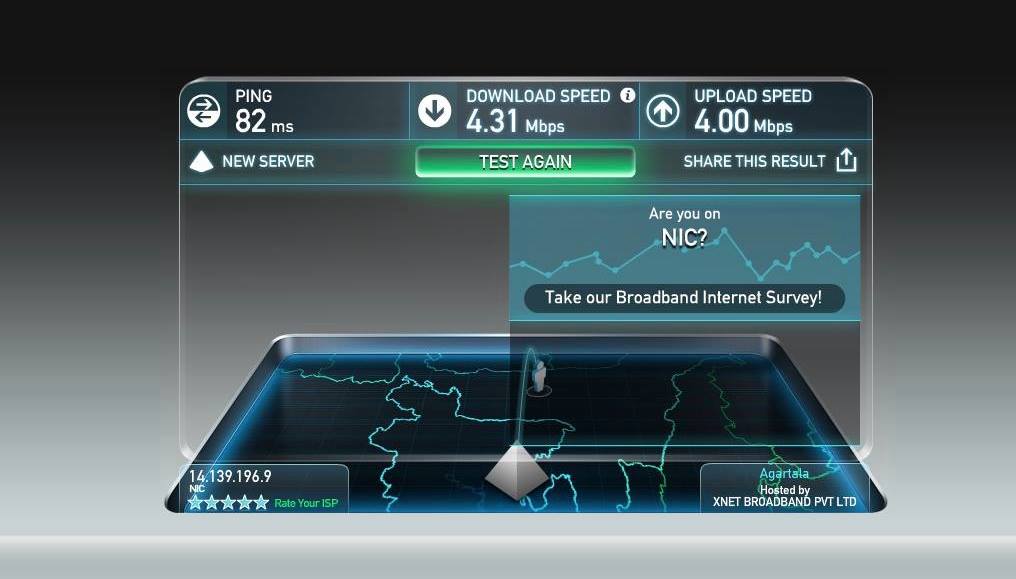 PING
82 ms
DOWNLOAD SPEED
4.31 Mbps
UPLOAD SPEED
4.00 Mbps
NEW SERVER
TEST AGAIN
SHARE THIS RESULT
Are you on
NIC?
Take our Broadband Internet Survey!
14.139.196.9
NIC
Rate Your ISP
Agartala
Hosted by
XNET BROADBAND PVT LTD